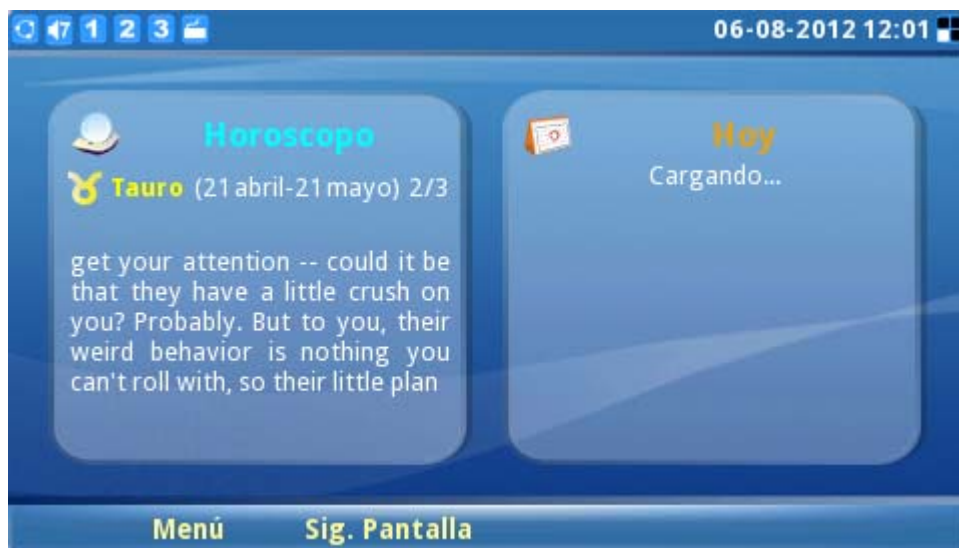 7 1 2 3 06-08-2012 12:01
Horoscopo
Tauro (21 abril-21 mayo) 2/3
get your attention -- could it be
that they have a little crush on
you? Probably. But to you, their
weird behavior is nothing you
can't roll with, so their little plan
Hoy
Cargando...
Menú Sig. Pantalla